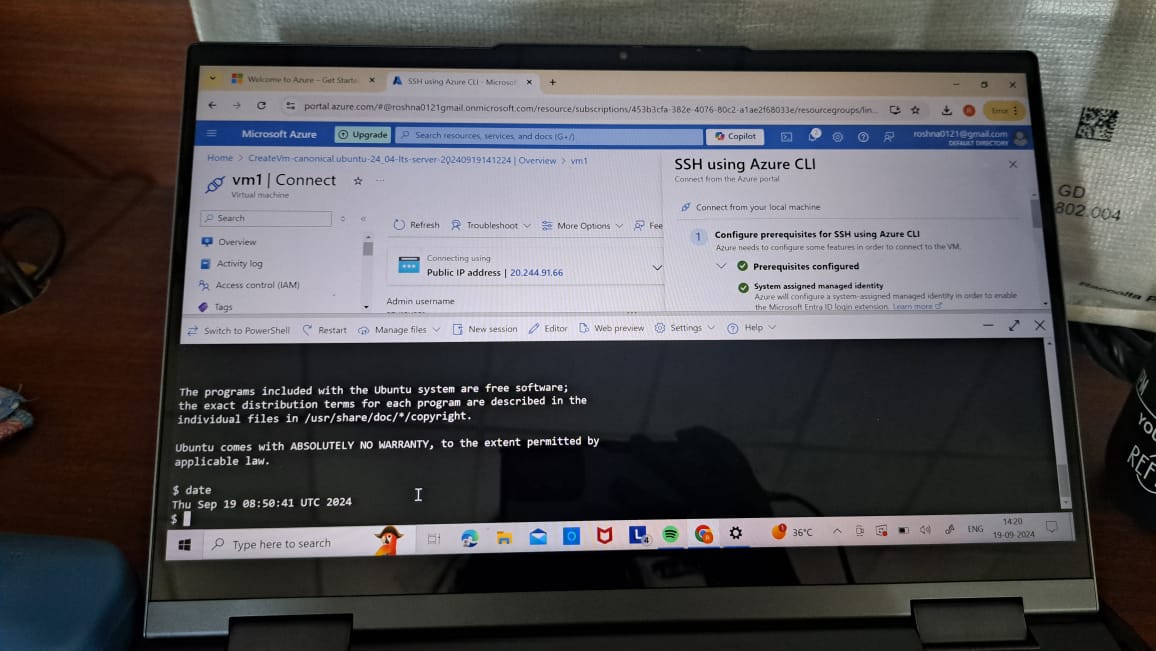 Welcome to Azure - Get Starte
SSH using Azure CLI - Microsof
portal.azure.com/#@roshna0121gmail.onmicrosoft.com/resource/subscriptions/453b3cfa-382e-4076-80c2-a1ae2f68033e/resourcegroups/lin...
Error
Microsoft Azure
Upgrade
Search resources, services, and docs (G+/)
Copilot
roshna0121@gmail.com
DEFAULT DIRECTORY
Home > CreateVm-canonical.ubuntu-24_04-lts-server-20240919141224 | Overview > vm1
vm1 | Connect
Virtual machine
Search
Overview
Activity log
Access control (IAM)
Tags
Refresh
Troubleshoot
More Options
Fee
Connecting using
Public IP address | 20.244.91.66
Admin username
SSH using Azure CLI
Connect from the Azure portal
Connect from your local machine
1 Configure prerequisites for SSH using Azure CLI
Azure needs to configure some features in order to connect to the VM.
Prerequisites configured
System assigned managed identity
Azure will configure a system-assigned managed identity in order to enable
the Microsoft Entra ID login extension. Learn more
Switch to PowerShell
Restart
Manage files
New session
Editor
Web preview
Settings
Help
The programs included with the Ubuntu system are free software;
the exact distribution terms for each program are described in the
individual files in /usr/share/doc/*/copyright.
Ubuntu comes with ABSOLUTELY NO WARRANTY, to the extent permitted by
applicable law.
$ date
Thu Sep 19 08:50:41 UTC 2024
$
Type here to search
36°C
ENG
14:20
19-09-2024
GD
802.004